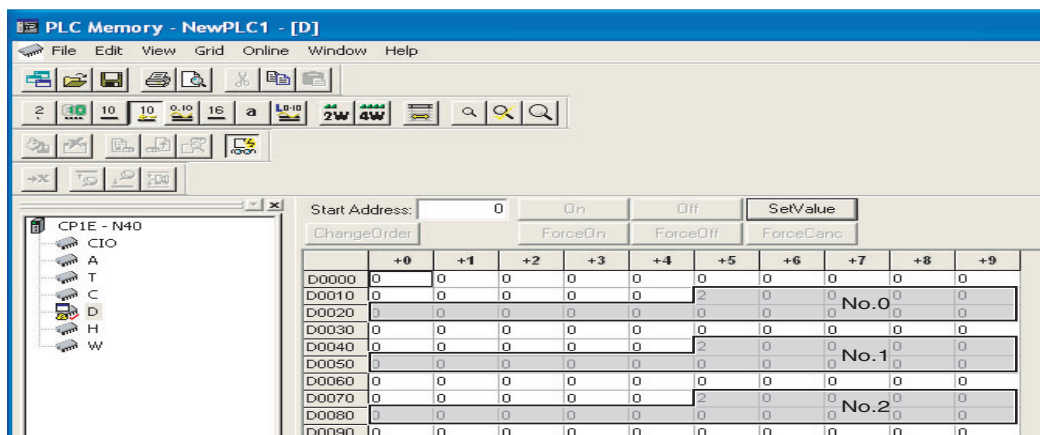 PLC Memory - NewPLC1 - [D]
File Edit View Grid Online Window Help
2 10 10 0.10 16 a 2W 4W
Start Address: 0 On Off SetValue
ChangeOrder ForceOn ForceOff ForceCanc
CP1E - N40
CIO
A
T
C
D
H
W
+0 +1 +2 +3 +4 +5 +6 +7 +8 +9
D0000 0 0 0 0 0 0 0 0 0 0
D0010 0 0 0 0 0 2 0 0 No.0 0 0
D0020 0 0 0 0 0 0 0 0 0 0
D0030 0 0 0 0 0 0 0 0 0 0
D0040 0 0 0 0 0 2 0 0 No.1 0 0
D0050 0 0 0 0 0 0 0 0 0 0
D0060 0 0 0 0 0 0 0 0 0 0
D0070 0 0 0 0 0 2 0 0 No.2 0 0
D0080 0 0 0 0 0 0 0 0 0 0
D0090 0 0 0 0 0 0 0 0 0 0